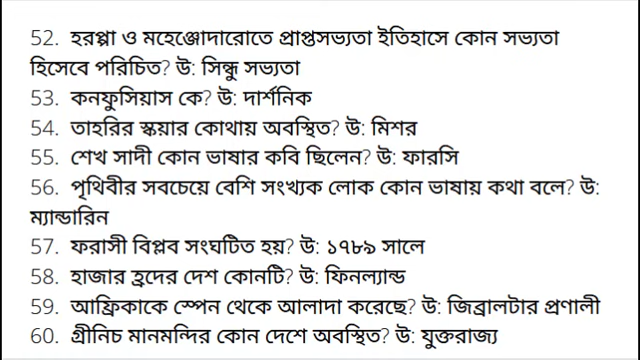 52. হরপ্পা ও মহেঞ্জোদারোতে প্রাপ্তসভ্যতা ইতিহাসে কোন সভ্যতা
হিসেবে পরিচিত? উ: সিন্ধু সভ্যতা
53. কনফুসিয়াস কে? উ: দার্শনিক
54. তাহরির স্কয়ার কোথায় অবস্থিত? উ: মিশর
55. শেখ সাদী কোন ভাষার কবি ছিলেন? উ: ফারসি
56. পৃথিবীর সবচেয়ে বেশি সংখ্যক লোক কোন ভাষায় কথা বলে? উ:
ম্যান্ডারিন
57. ফরাসী বিপ্লব সংঘটিত হয়? উ: ১৭৮৯ সালে
58. হাজার হ্রদের দেশ কোনটি? উ: ফিনল্যান্ড
59. আফ্রিকাকে স্পেন থেকে আলাদা করেছে? উ: জিব্রালটার প্রণালী
60. গ্রীনিচ মানমন্দির কোন দেশে অবস্থিত? উ: যুক্তরাজ্য